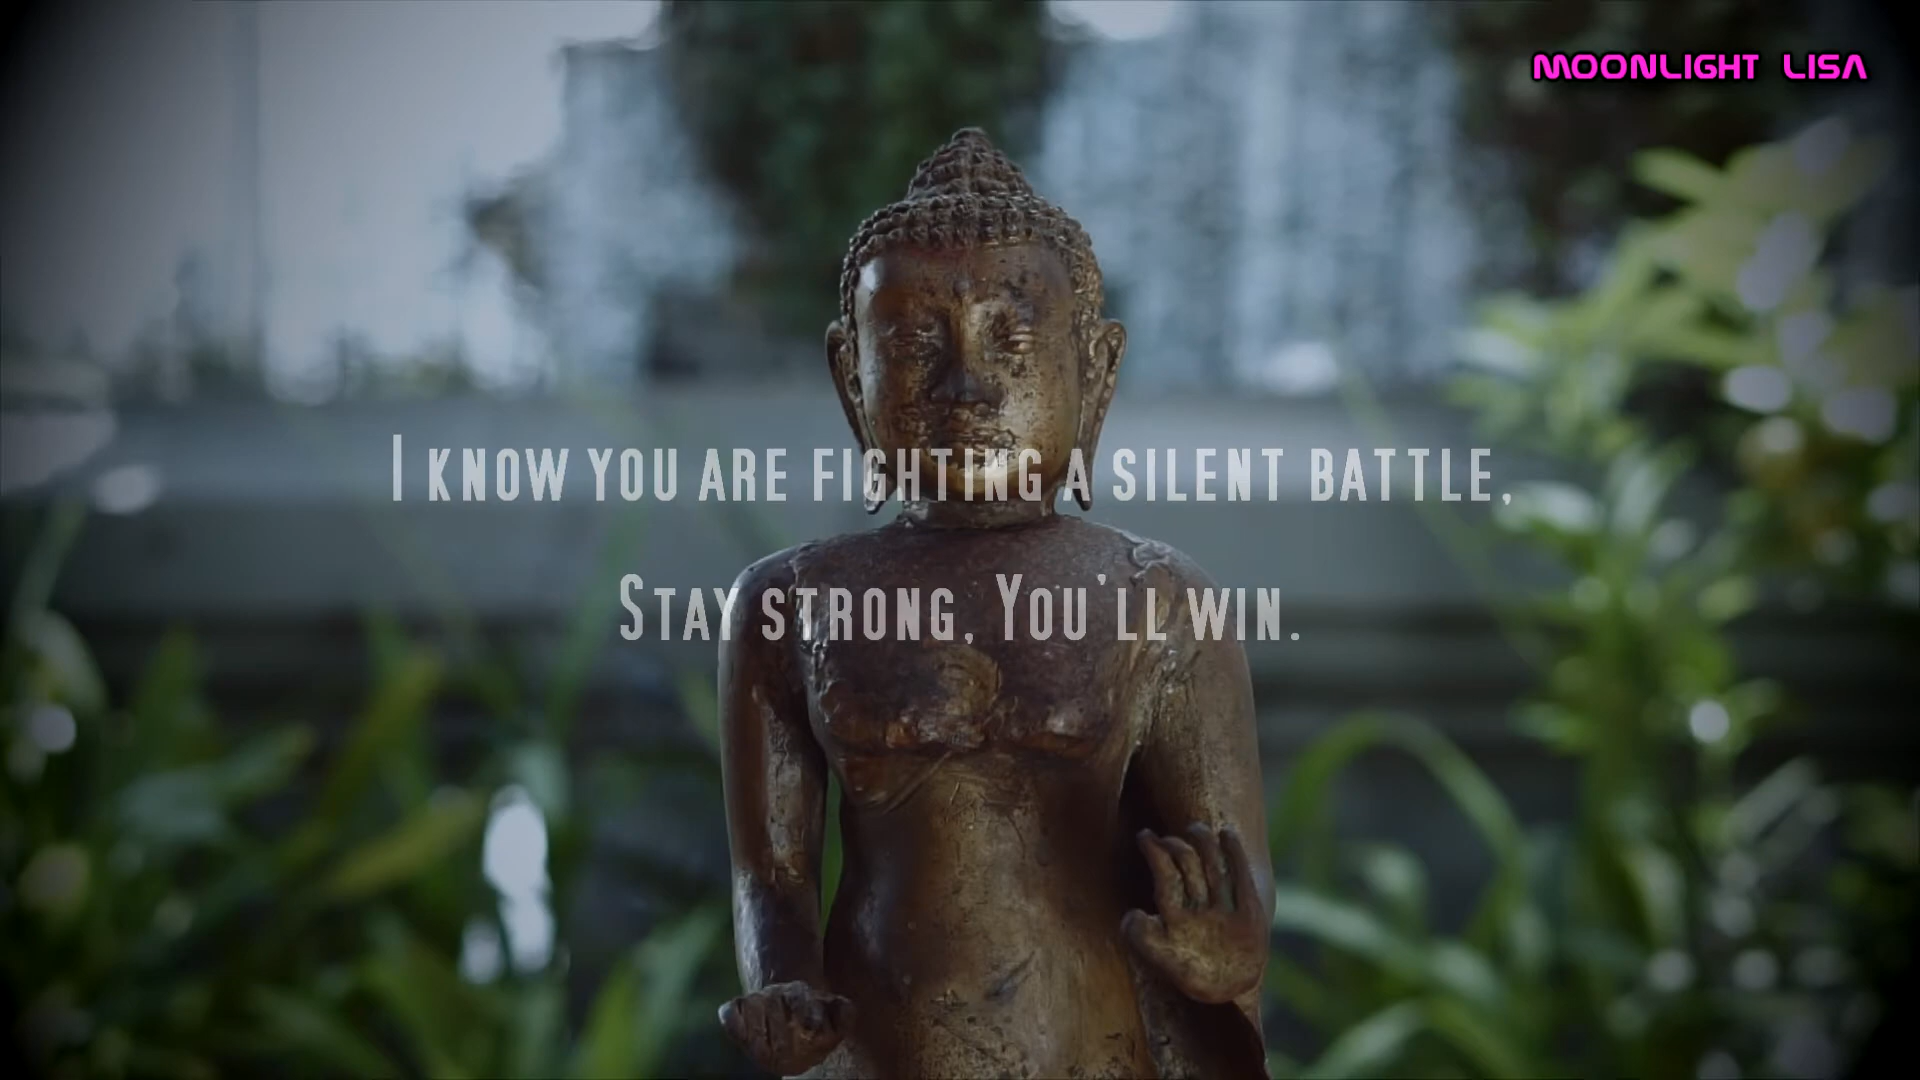 MOONLIGHT LISA
I KNOW YOU ARE FIGHTING A SILENT BATTLE,
STAY STRONG, YOU'LL WIN.